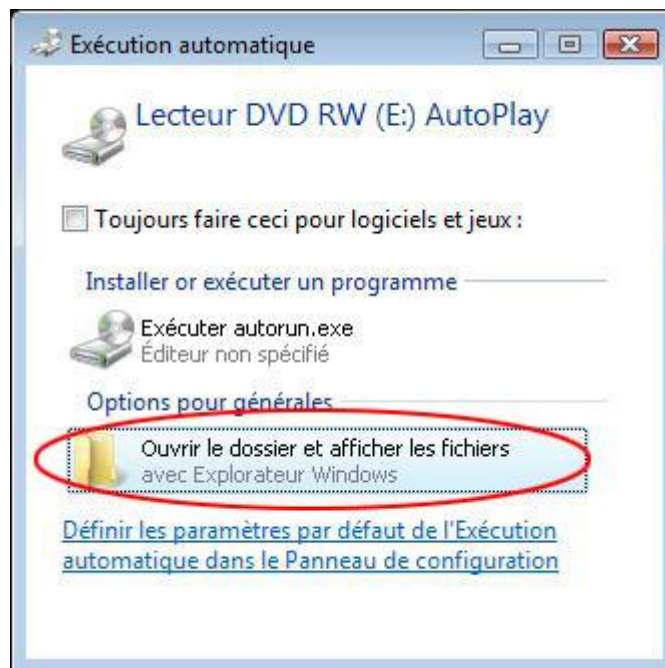 Exécution automatique
Lecteur DVD RW (E:) AutoPlay
Toujours faire ceci pour logiciels et jeux :
Installer or exécuter un programme
Exécuter autorun.exe
Éditeur non spécifié
Options pour générales
Ouvrir le dossier et afficher les fichiers
avec Explorateur Windows
Définir les paramètres par défaut de l'Exécution
automatique dans le Panneau de configuration